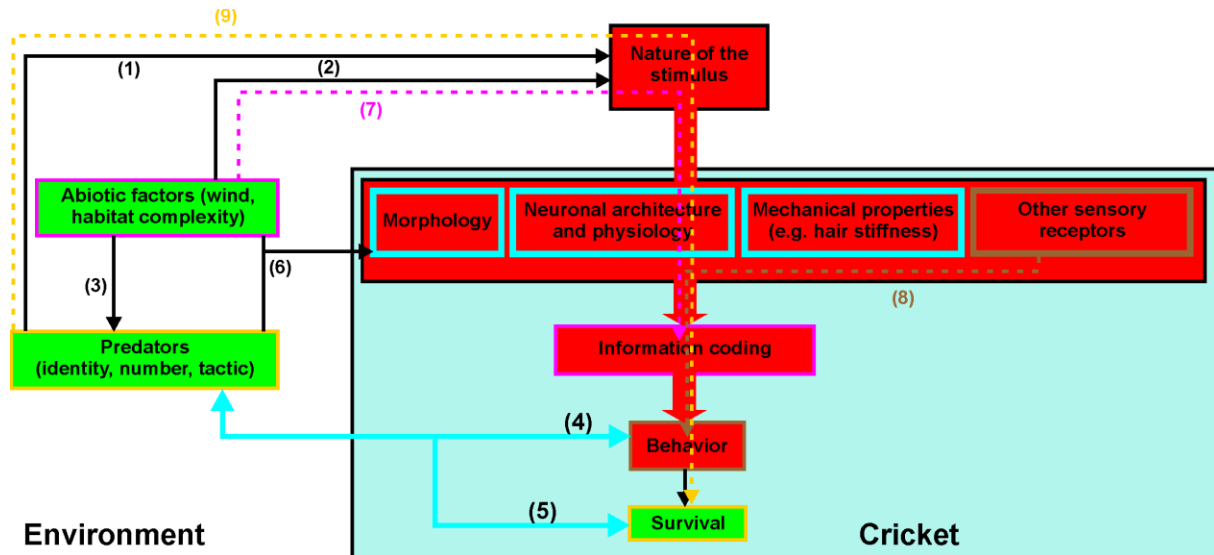 (9)
(1)
(2)
(7)
Nature of the
stimulus
Abiotic factors (wind,
habitat complexity)
Morphology
Neuronal architecture
and physiology
Mechanical properties
(e.g. hair stiffness)
Other sensory
receptors
(3)
(6)
(8)
Predators
(identity, number, tactic)
Information coding
(4)
Behavior
(5)
Survival
Environment
Cricket